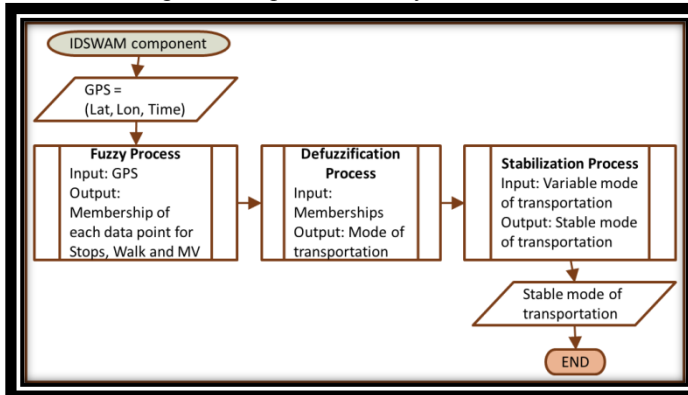 IDSWAM component
GPS =
(Lat, Lon, Time)
Fuzzy Process
Input: GPS
Output:
Membership of
each data point for
Stops, Walk and MV
Defuzzification
Process
Input:
Memberships
Output: Mode of
transportation
Stabilization Process
Input: Variable mode
of transportation
Output: Stable mode
of transportation
Stable mode of
transportation
END